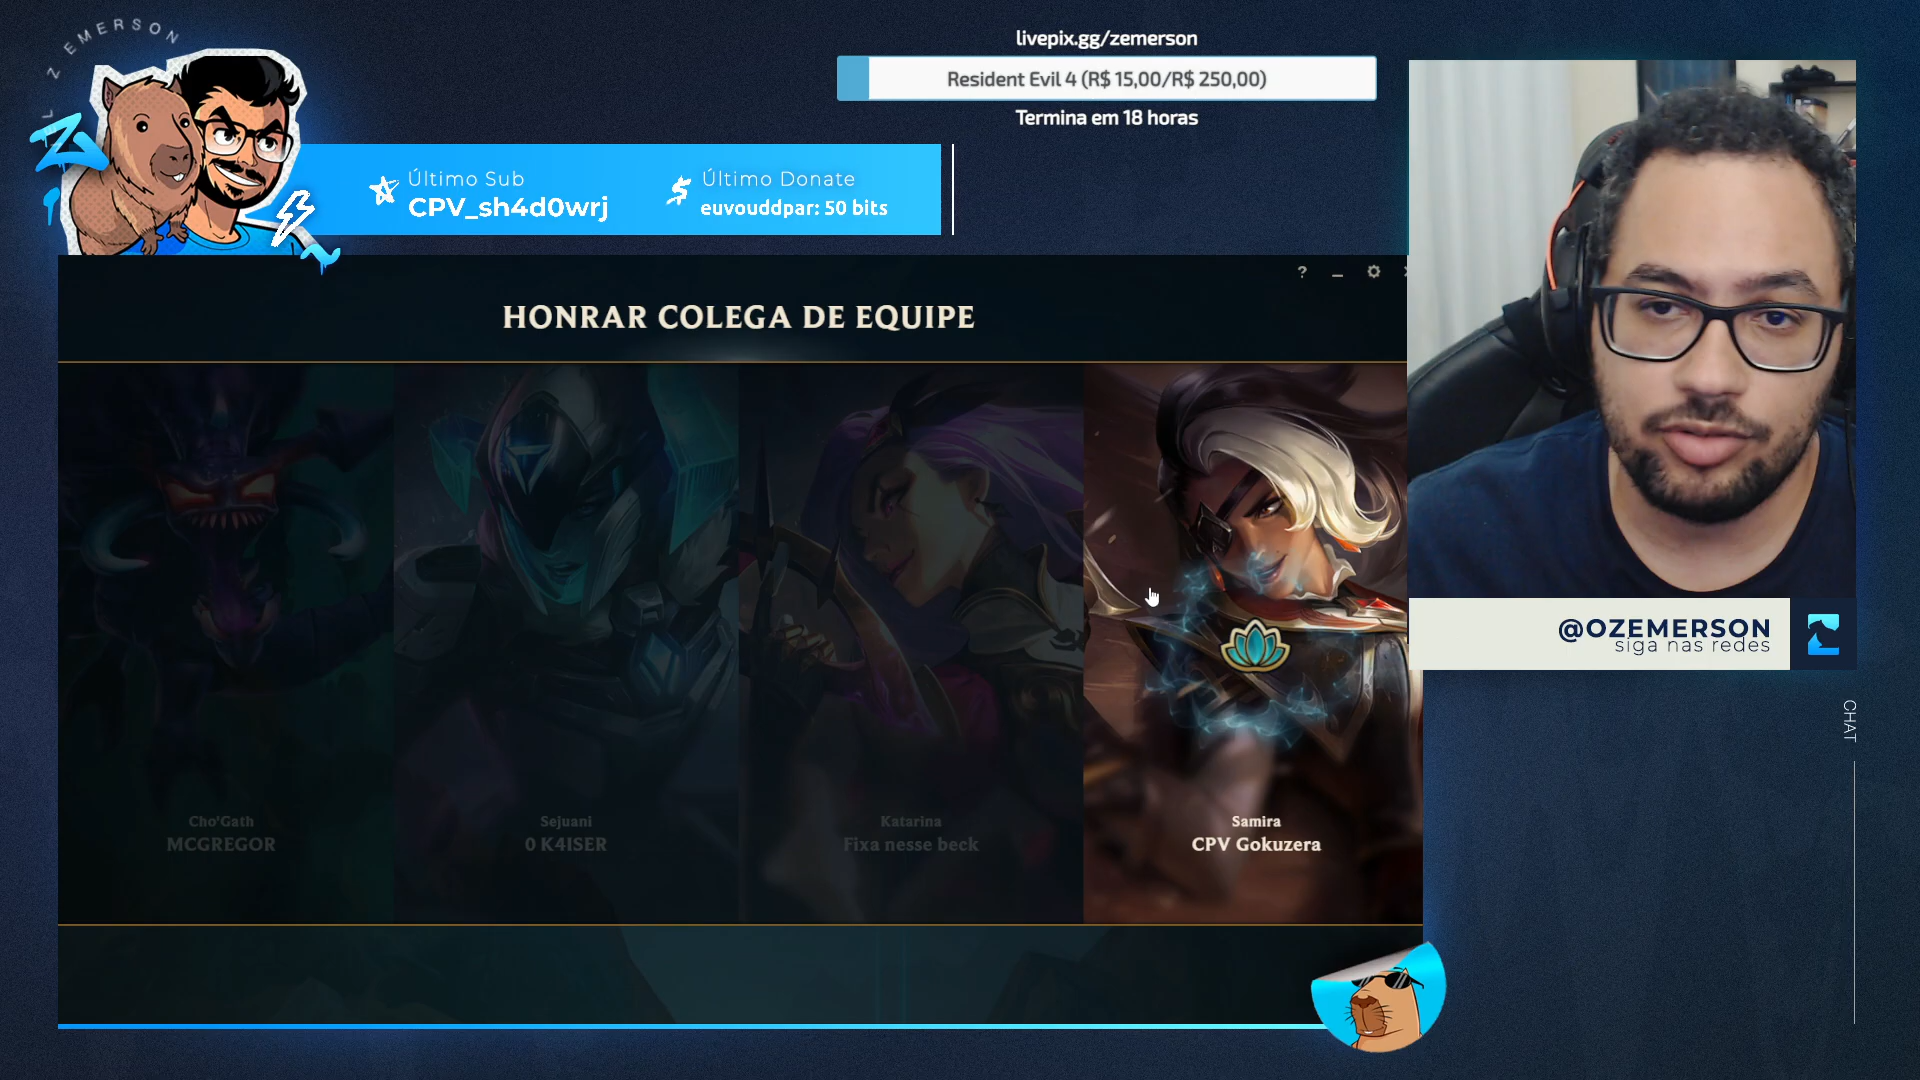 L Z EMERSON
livepix.gg/zemerson
Resident Evil 4 (R$ 15,00/R$ 250,00)
Termina em 18 horas
Último Sub
CPV_sh4d0wrj
Último Donate
euvouddpar: 50 bits
HONRAR COLEGA DE EQUIPE
Cho'Gath
MCGREGOR
Sejuani
0 K4ISER
Katarina
Fixa nesse beck
Samira
CPV Gokuzera
@OZEMERSON
siga nas redes
CHAT